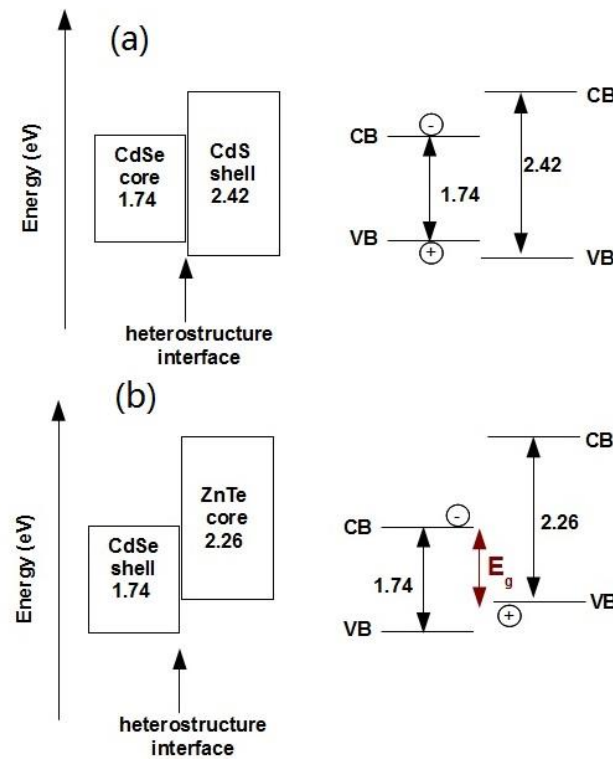 (a)
Energy (eV)
CdSe
core
1.74
CdS
shell
2.42
heterostructure
interface
CB
VB
-
+
1.74
2.42
CB
VB
(b)
Energy (eV)
CdSe
shell
1.74
ZnTe
core
2.26
heterostructure
interface
CB
VB
-
1.74
Eg
+
2.26
CB
VB